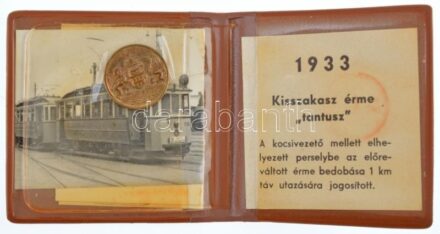 1933
Kisszakasz érme
„tantusz"
A kocsivezető mellett elhe-
lyezett perselybe az előre-
váltott érme bedobása 1 km
táv utazására jogosított.
darabanth